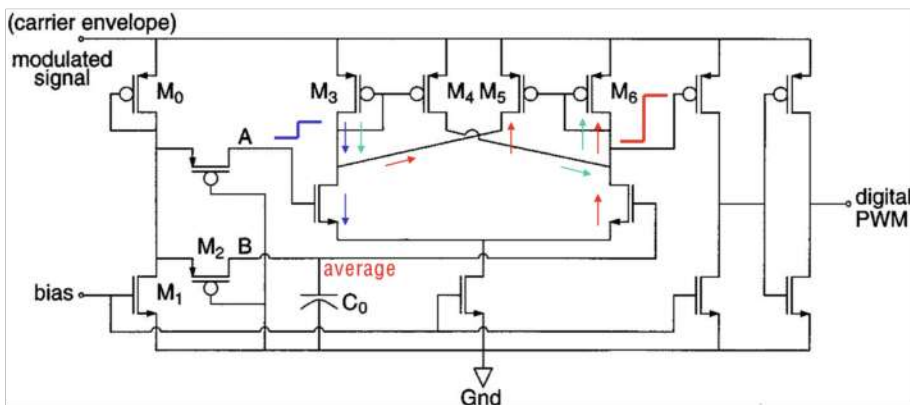 (carrier envelope)
modulated
signal
M0
M3
M4 M5
M6
A
M2 B
average
digital
PWM
bias
M1
C0
Gnd